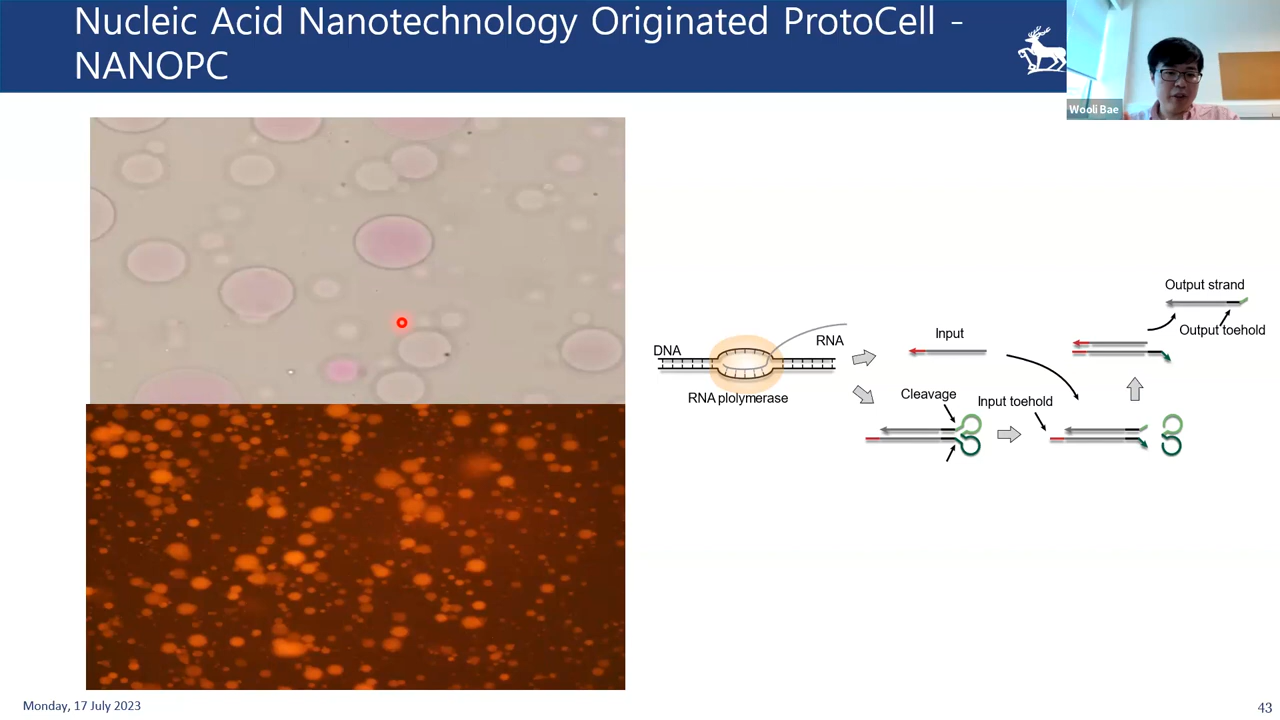 Nucleic Acid Nanotechnology Originated ProtoCell -
NANOPC
Wooli Bae
Output strand
Output toehold
DNA
RNA
RNA plolymerase
Input
Cleavage
Input toehold
Monday, 17 July 2023
43